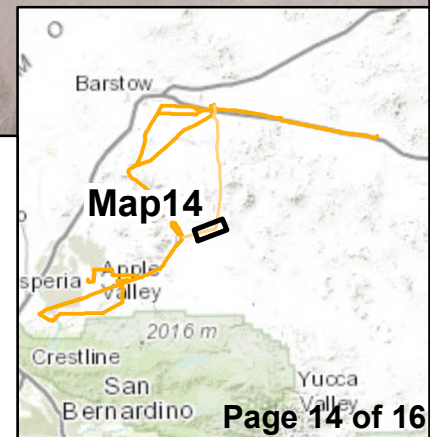 M O
Barstow
Map14
speria
Apple
Valley
2016 m
Crestline
San
Bernardino
Yucca
Valley
Page 14 of 16